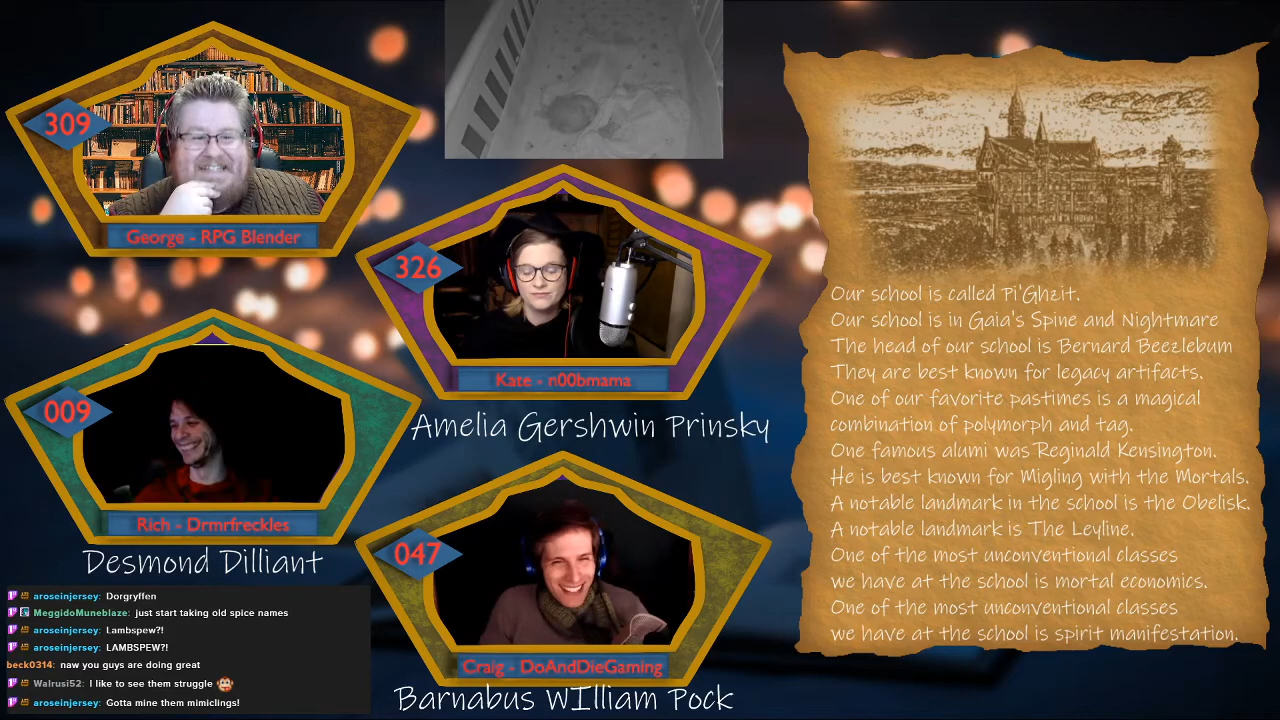 309
George - RPG Blender
326
Kate - n00bmama
Amelia Gershwin Prinsky
009
Rich - Drmrfreckles
Desmond Dilliant
047
Craig - DoAndDieGaming
Barnabus WIlliam Pock
aroseinjersey: Dorgryffen
MeggidoMuneblaze: just start taking old spice names
aroseinjersey: Lambspew?!
aroseinjersey: LAMBSPEW?!
beck0314: naw you guys are doing great
Walrusi52: I like to see them struggle
aroseinjersey: Gotta mine them mimiclings!
Our school is called Pi'Ghzit.
Our school is in Gaia's Spine and Nightmare
The head of our school is Bernard Beezlebum
They are best known for legacy artifacts.
One of our favorite pastimes is a magical
combination of polymorph and tag.
One famous alumi was Reginald Kensington.
He is best known for Migling with the Mortals.
A notable landmark in the school is the Obelisk.
A notable landmark is The Leyline.
One of the most unconventional classes
we have at the school is mortal economics.
One of the most unconventional classes
we have at the school is spirit manifestation.